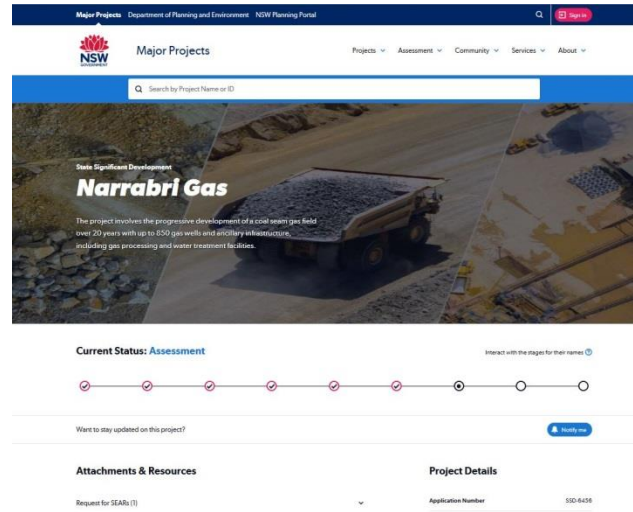 Major Projects Department of Planning and Environment NSW Planning Portal Sign in
NSW
GOVERNMENT
Major Projects
Projects Assessment Community Services About
Search by Project Name or ID
State Significant Development
Narrabri Gas
The project involves the progressive development of a coal seam gas field
over 20 years with up to 850 gas wells and ancillary infrastructure,
including gas processing and water treatment facilities.
Current Status: Assessment
Interact with the stages for their names
Want to stay updated on this project?
Notify me
Attachments & Resources
Project Details
Request for SEARs (1)
Application Number SSD-6456